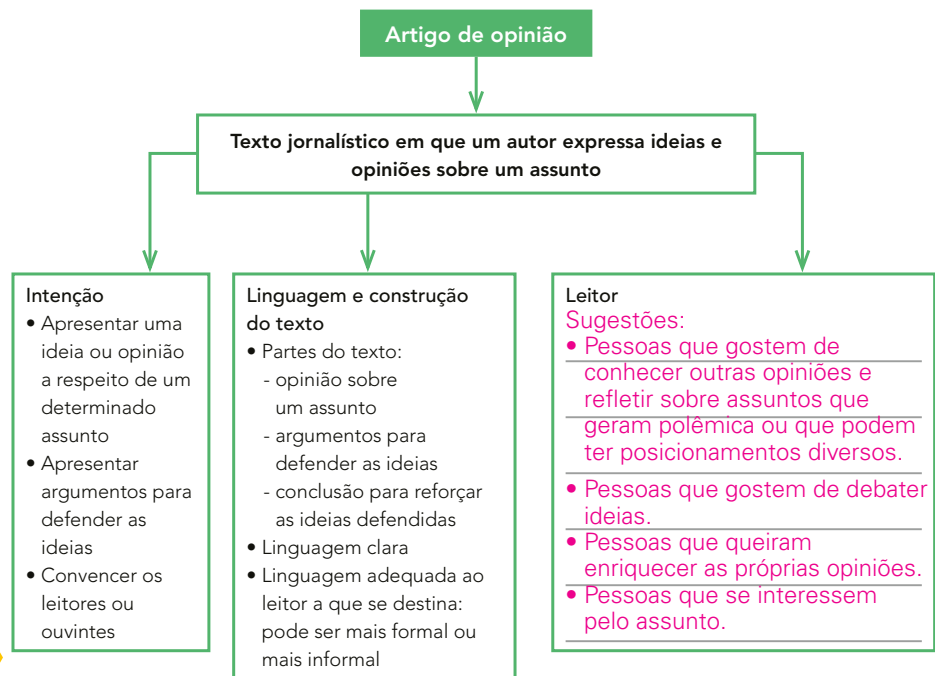 Artigo de opinião
Texto jornalístico em que um autor expressa ideias e
opiniões sobre um assunto
Intenção
• Apresentar uma
ideia ou opinião
a respeito de um
determinado
assunto
• Apresentar
argumentos para
defender as
ideias
• Convencer os
leitores ou
ouvintes
Linguagem e construção
do texto
• Partes do texto:
- opinião sobre
um assunto
- argumentos para
defender as ideias
- conclusão para reforçar
as ideias defendidas
• Linguagem clara
• Linguagem adequada ao
leitor a que se destina:
pode ser mais formal ou
mais informal
Leitor
Sugestões:
• Pessoas que gostem de
conhecer outras opiniões e
refletir sobre assuntos que
geram polêmica ou que podem
ter posicionamentos diversos.
• Pessoas que gostem de debater
ideias.
• Pessoas que queiram
enriquecer as próprias opiniões.
• Pessoas que se interessem
pelo assunto.